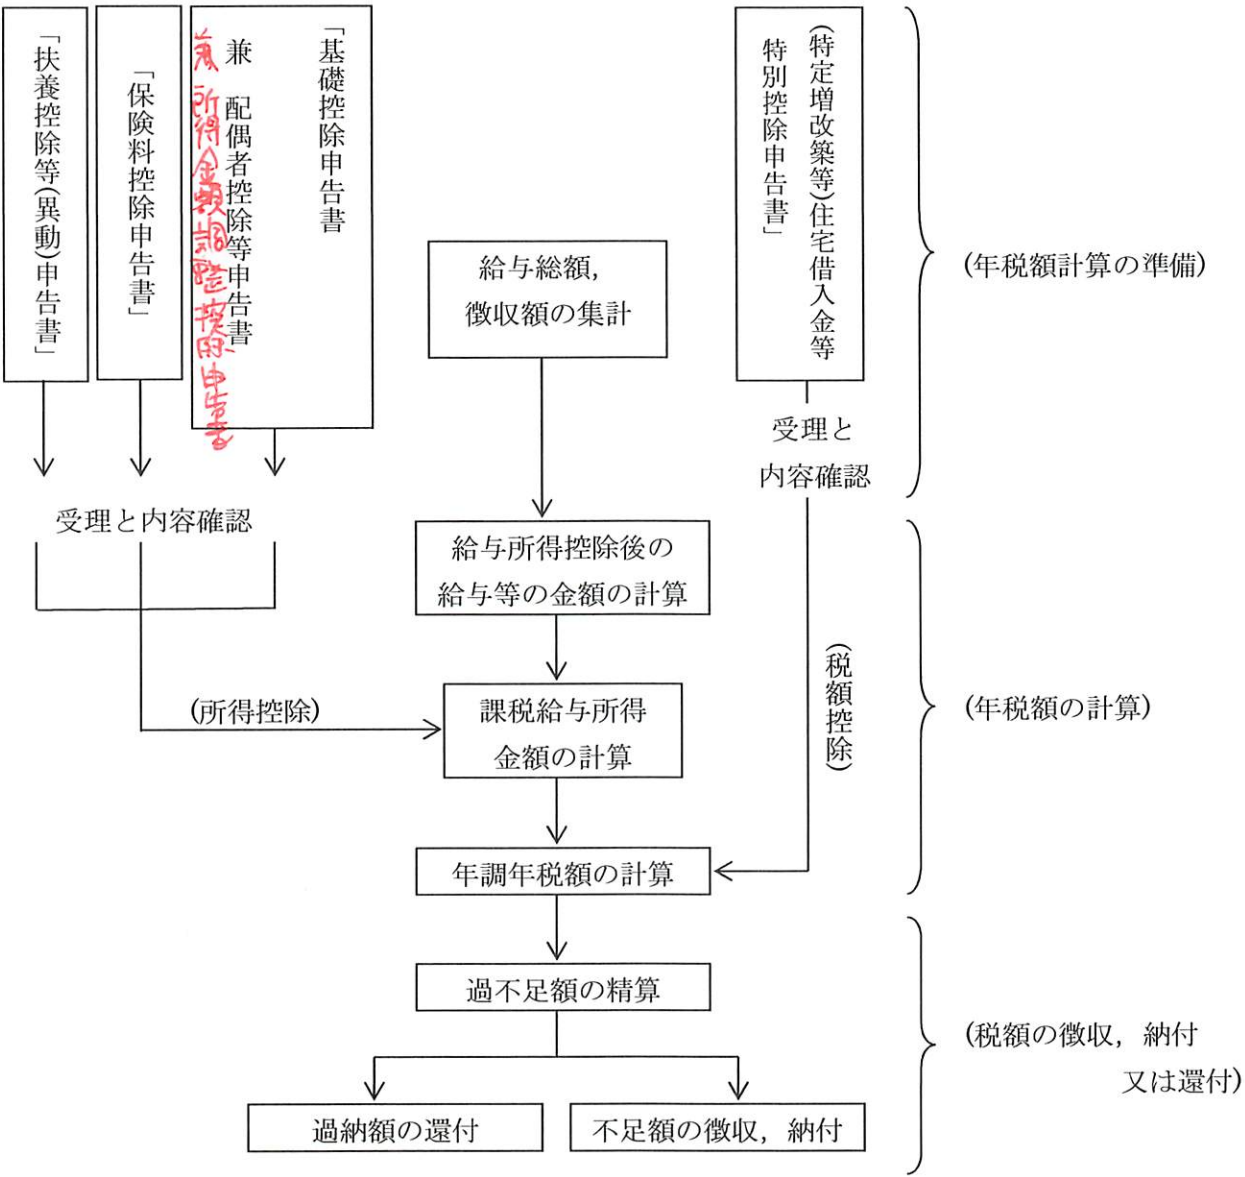 「扶養控除等(異動)申告書」
「保険料控除申告書」
「基礎控除申告書
兼　配偶者控除等申告書
兼 所得金額調整控除申告書
給与総額，
徴収額の集計
(特定増改築等)住宅借入金等
特別控除申告書」
(年税額計算の準備)
受理と
内容確認
受理と内容確認
給与所得控除後の
給与等の金額の計算
(所得控除)
課税給与所得
金額の計算
(税額控除)
(年税額の計算)
年調年税額の計算
過不足額の精算
(税額の徴収，納付
又は還付)
過納額の還付
不足額の徴収，納付